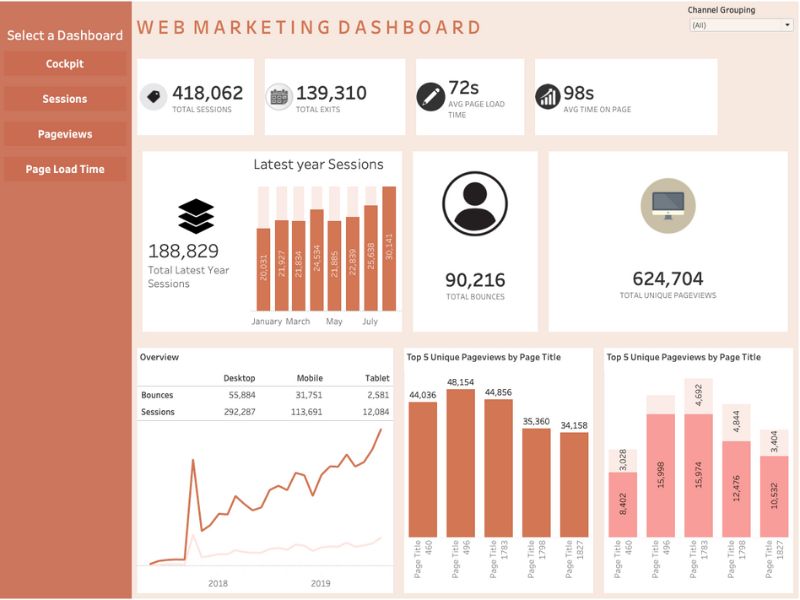 Select a Dashboard
Cockpit
Sessions
Pageviews
Page Load Time
WEB MARKETING DASHBOARD
Channel Grouping
(All)
418,062
TOTAL SESSIONS
139,310
TOTAL EXITS
72s
AVG PAGE LOAD
TIME
98s
AVG TIME ON PAGE
188,829
Total Latest Year
Sessions
Latest year Sessions
20,031 21,927 21,834 24,534 21,885 22,839 25,638 30,141
January March May July
90,216
TOTAL BOUNCES
624,704
TOTAL UNIQUE PAGEVIEWS
Overview
Desktop Mobile Tablet
Bounces 55,884 31,751 2,581
Sessions 292,287 113,691 12,084
2018 2019
Top 5 Unique Pageviews by Page Title
44,036 48,154 44,856 35,360 34,158
Page Title
460
Page Title
496
Page Title
1783
Page Title
1798
Page Title
1827
Top 5 Unique Pageviews by Page Title
3,028 4,692 4,844 3,404
8,402 15,998 15,974 12,476 10,532
Page Title
460
Page Title
496
Page Title
1783
Page Title
1798
Page Title
1827